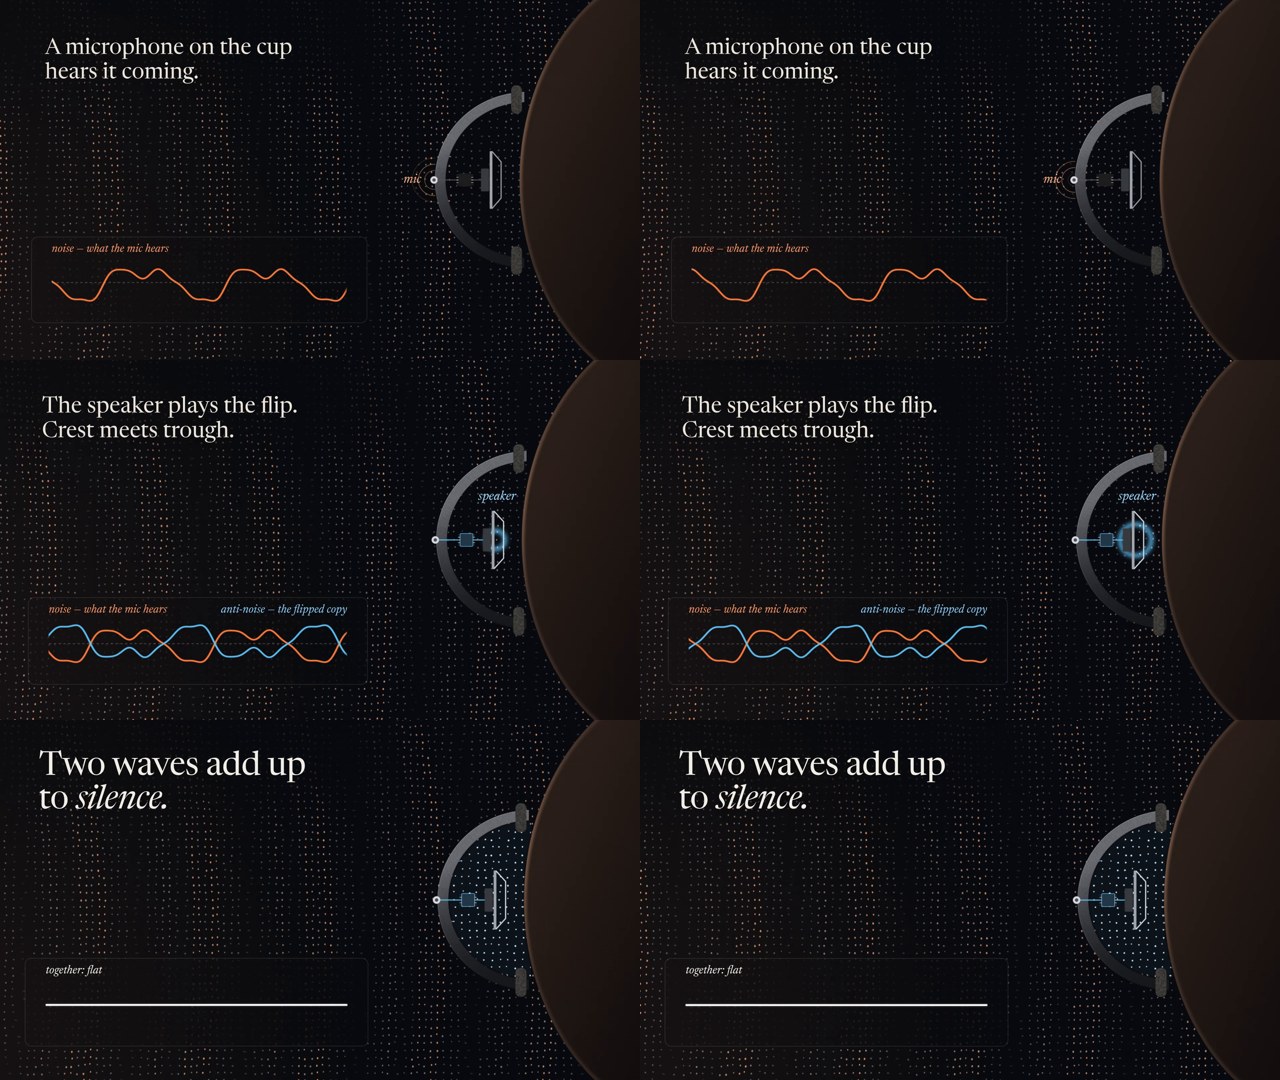 A microphone on the cup
hears it coming.
mic
noise – what the mic hears
A microphone on the cup
hears it coming.
mic
noise – what the mic hears
The speaker plays the flip.
Crest meets trough.
speaker
noise – what the mic hears
anti-noise – the flipped copy
The speaker plays the flip.
Crest meets trough.
speaker
noise – what the mic hears
anti-noise – the flipped copy
Two waves add up
to silence.
together: flat
Two waves add up
to silence.
together: flat